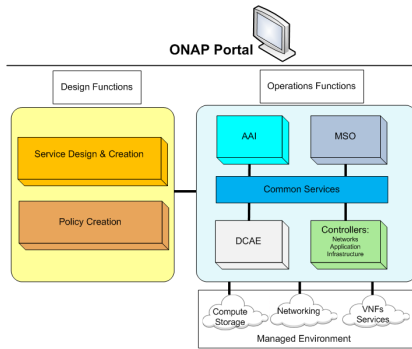 ONAP Portal
Design Functions
Operations Functions
Service Design & Creation
Policy Creation
AAI
MSO
Common Services
DCAE
Controllers:
Networks
Application
Infrastructure
Compute
Storage
Networking
VNFs
Services
Managed Environment